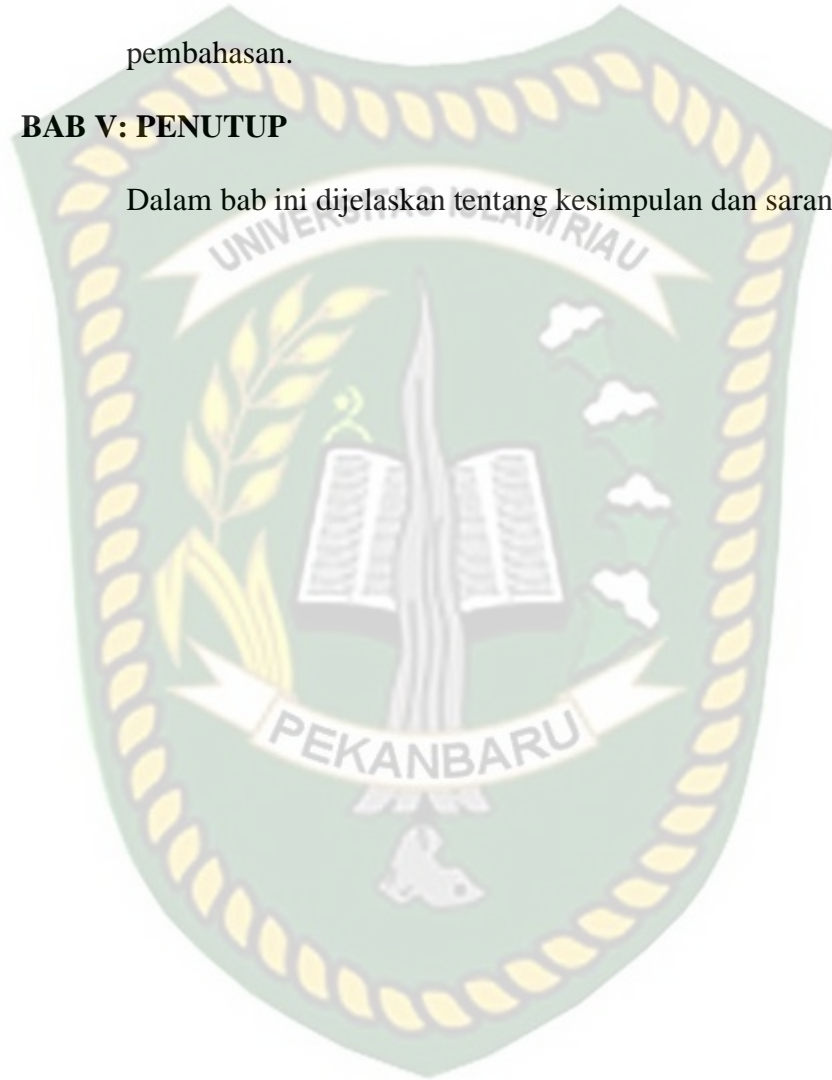 pembahasan.
BAB V: PENUTUP
Dalam bab ini dijelaskan tentang kesimpulan dan saran
UNIVERSITAS ISLAM RIAU
PEKANBARU